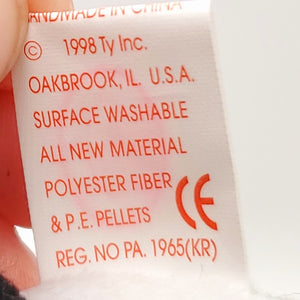 HANDMADE IN CHINA
© 1998 Ty Inc.
OAKBROOK, IL. U.S.A.
SURFACE WASHABLE
ALL NEW MATERIAL
POLYESTER FIBER
& P.E. PELLETS CE
REG. NO PA. 1965(KR)